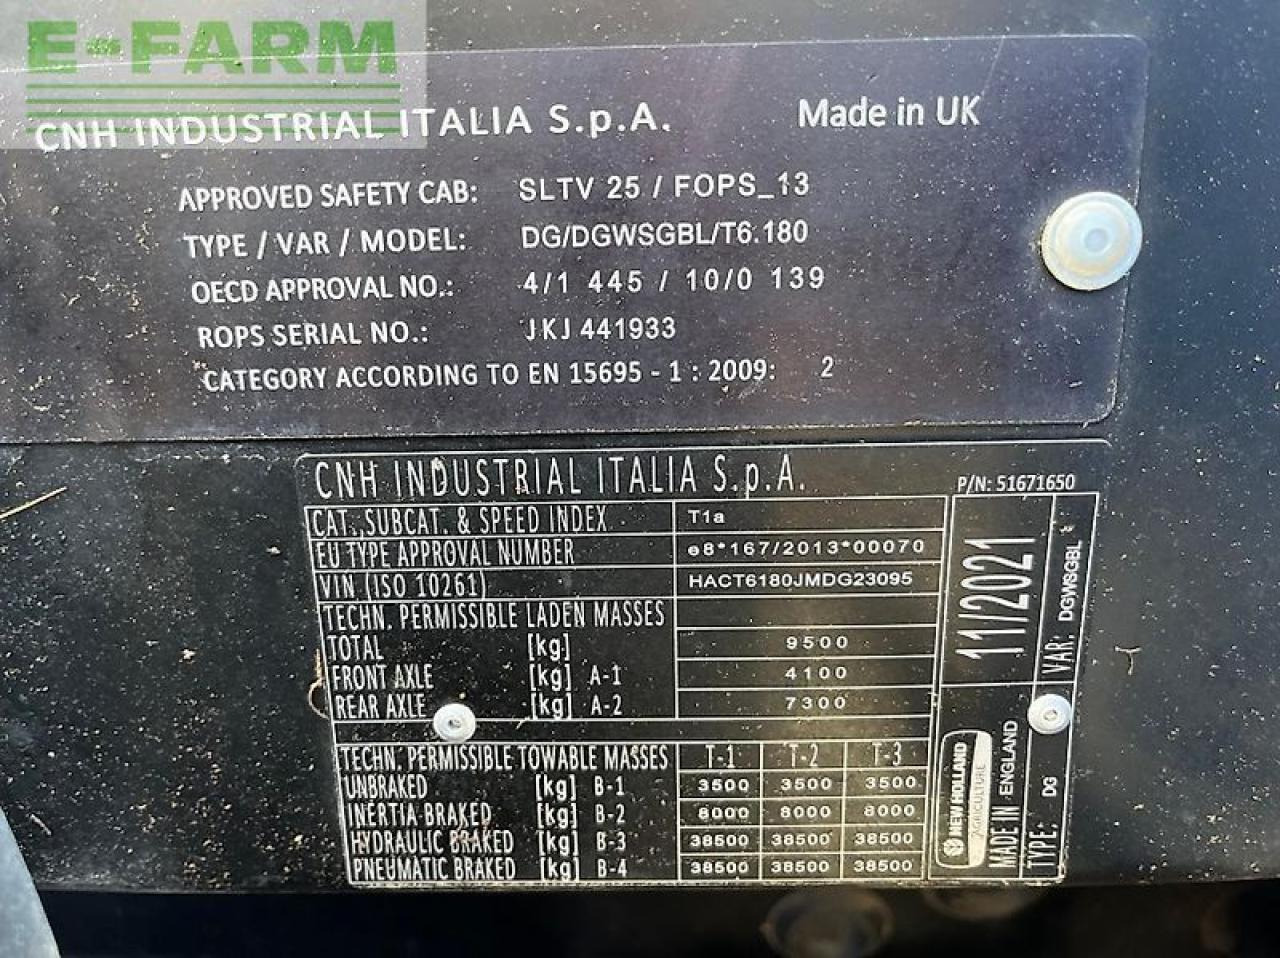 E-FARM
CNH INDUSTRIAL ITALIA S.p.A. Made in UK
APPROVED SAFETY CAB: SLTV 25 / FOPS_13
TYPE / VAR / MODEL: DG/DGWSGBL/T6.180
OECD APPROVAL NO.: 4/1 445 / 10/0 139
ROPS SERIAL NO.: JKJ 441933
CATEGORY ACCORDING TO EN 15695 - 1 : 2009: 2
CNH INDUSTRIAL ITALIA S.p.A. P/N: 51671650
CAT., SUBCAT. & SPEED INDEX T1a
EU TYPE APPROVAL NUMBER e8*167/2013*00070
VIN (ISO 10261) HACT6180JMDG23095
TECHN. PERMISSIBLE LADEN MASSES
TOTAL [kg] 9500
FRONT AXLE [kg] A-1 4100
REAR AXLE [kg] A-2 7300
TECHN. PERMISSIBLE TOWABLE MASSES T-1 T-2 T-3
UNBRAKED [kg] B-1 3500 3500 3500
INERTIA BRAKED [kg] B-2 8000 8000 8000
HYDRAULIC BRAKED [kg] B-3 38500 38500 38500
PNEUMATIC BRAKED [kg] B-4 38500 38500 38500
11/2021
VAR: DGWSGBL
NEW HOLLAND
AGRICULTURE
MADE IN ENGLAND
TYPE: DG